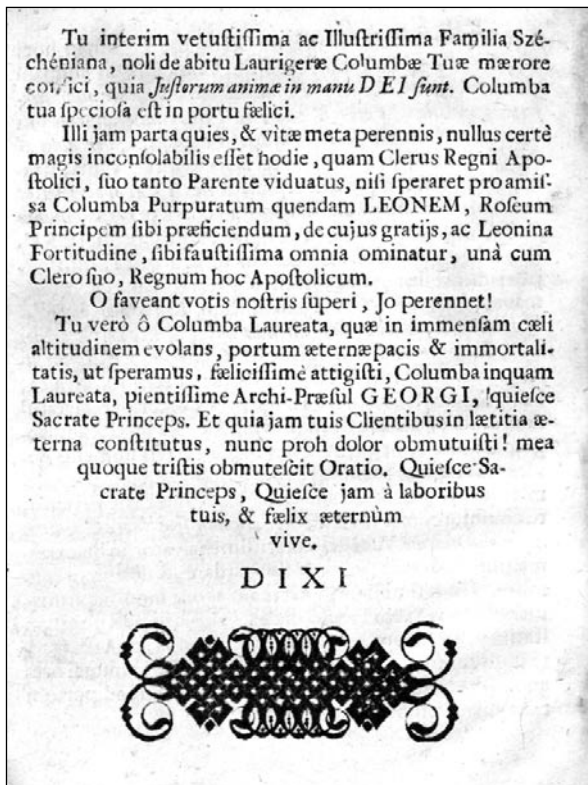 Tu interim vetuſtiſſima ac Illuſtriſſima Familia Szé-
chéniana, noli de abitu Laurigeræ Columbæ Tuæ mærore
confici, quia Juſtorum animæ in manu DEI ſunt. Columba
tua ſpecioſa eſt in portu fælici.
Illi jam parta quies, & vitæ meta perennis, nullus certè
magis inconſolabilis eſſet hodie, quam Clerus Regni Apo-
ſtolici, ſuo tanto Parente viduatus, niſi ſperaret pro amiſ-
sa Columba Purpuratum quendam LEONEM, Roſeum
Principem ſibi præficiendum, de cujus gratijs, ac Leonina
Fortitudine, ſibi fauſtiſſima omnia ominatur, unà cum
Clero ſuo, Regnum hoc Apoſtolicum.
O faveant votis noſtris ſuperi, Jo perennet!
Tu verò ô Columba Laureata, quæ in immenſàm cæli
altitudinem evolans, portum æternæ pacis & immortali-
tatis, ut ſperamus, fæliciſſimè attigiſti, Columba inquam
Laureata, pientiſſime Archi-Præſul GEORGI, !quieſce
Sacrate Princeps. Et quia jam tuis Clientibus in lætitia æ-
terna conſtitutus, nunc proh dolor obmutuiſti! mea
quoque triſtis obmuteſcit Oratio. Quieſce Sa-
crate Princeps, Quieſce jam à laboribus
tuis, & fælix æternùm
vive.
DIXI